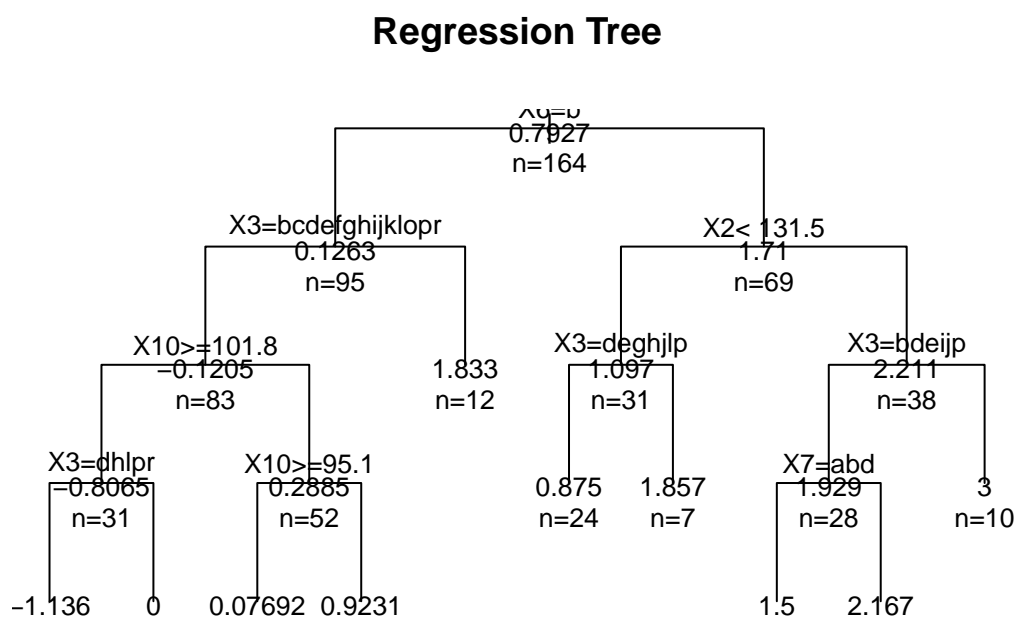 Regression Tree
X6=b
0.7927
n=164
X3=bcdefghijklopr
0.1263
n=95
X2< 131.5
1.71
n=69
X10>=101.8
−0.1205
n=83
1.833
n=12
X3=deghjlp
1.097
n=31
X3=bdeijp
2.211
n=38
X3=dhlpr
−0.8065
n=31
X10>=95.1
0.2885
n=52
0.875
n=24
1.857
n=7
X7=abd
1.929
n=28
3
n=10
−1.136
0
0.07692
0.9231
1.5
2.167